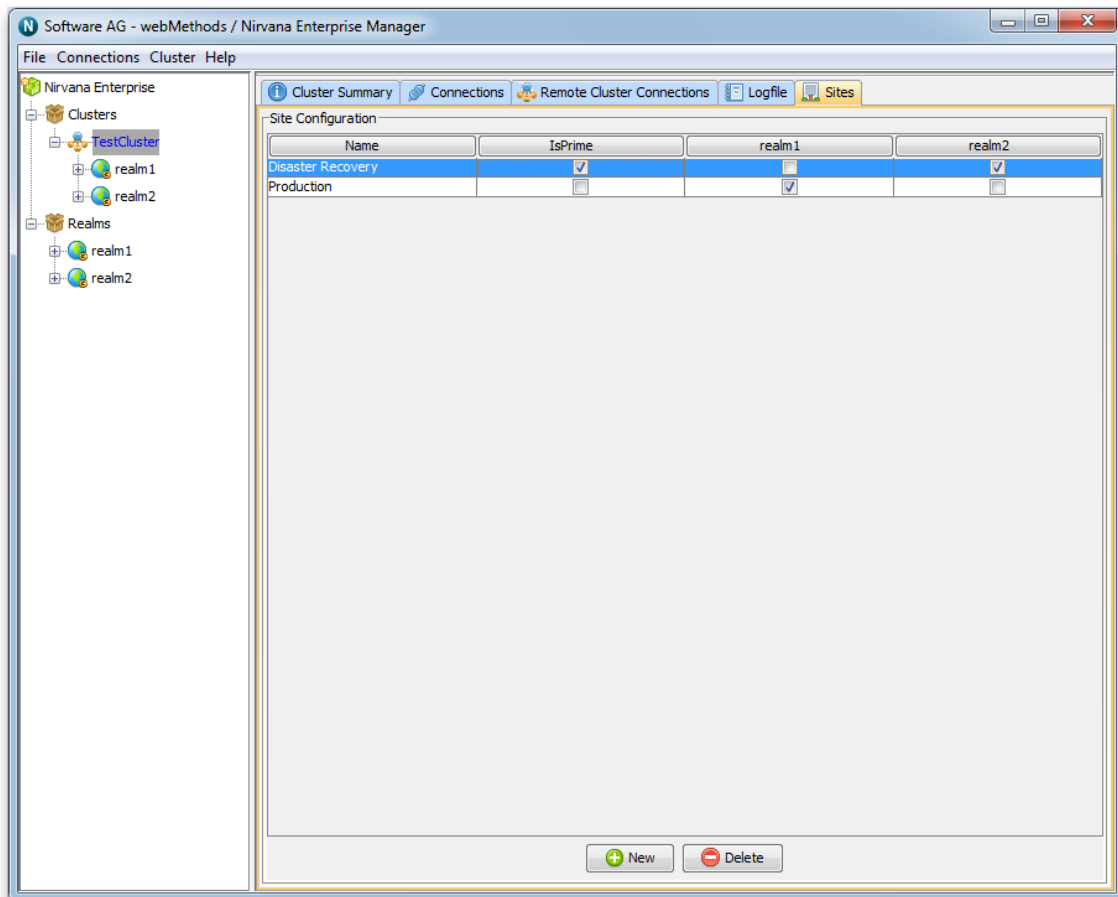 Software AG - webMethods / Nirvana Enterprise Manager
File Connections Cluster Help
Nirvana Enterprise
Clusters
TestCluster
realm1
realm2
Realms
realm1
realm2
Cluster Summary Connections Remote Cluster Connections Logfile Sites
Site Configuration
Name IsPrime realm1 realm2
Disaster Recovery
Production
New Delete